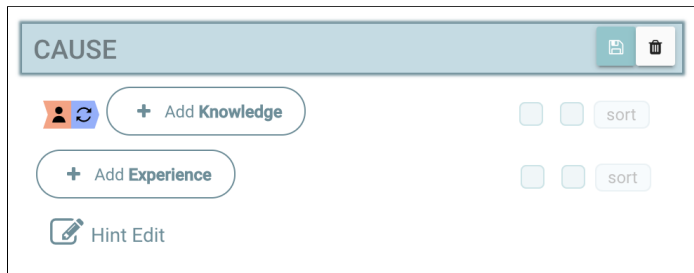 CAUSE
+ Add Knowledge
sort
+ Add Experience
sort
Hint Edit